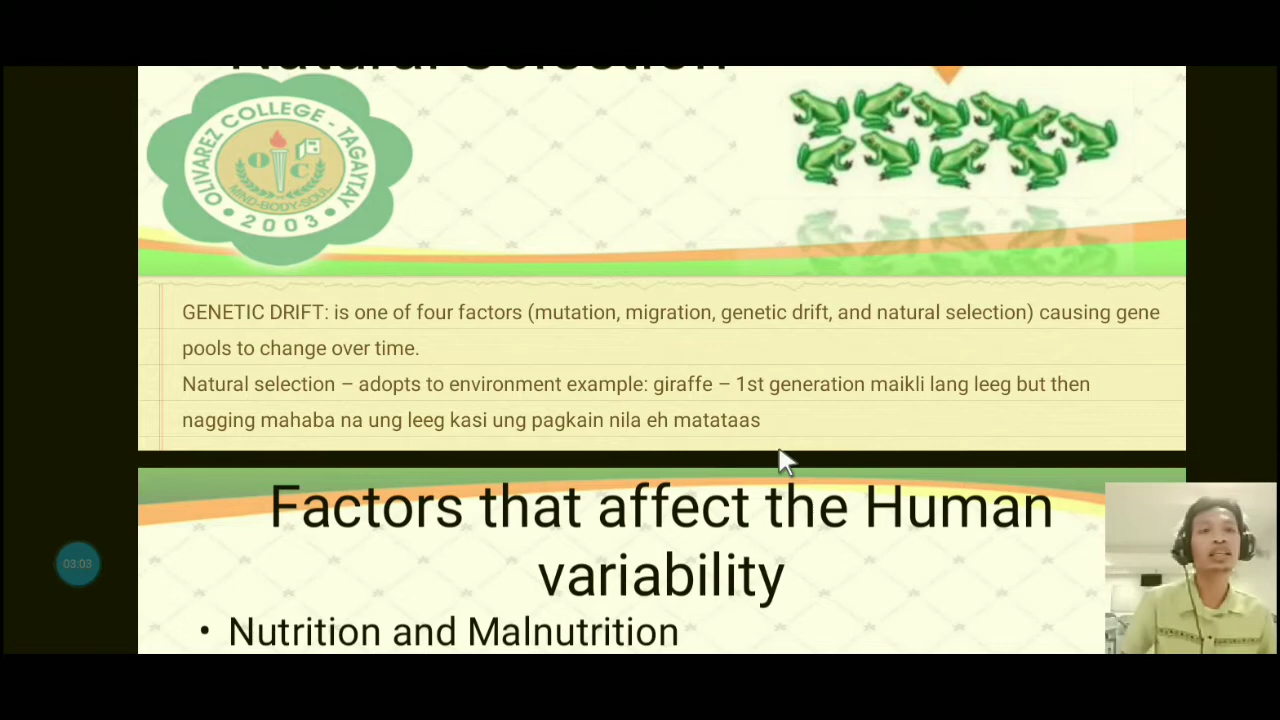 Natural Selection
OLIVAREZ COLLEGE - TAGAYTAY
O C
MIND-BODY-SOUL
• 2003 •
GENETIC DRIFT: is one of four factors (mutation, migration, genetic drift, and natural selection) causing gene
pools to change over time.
Natural selection – adopts to environment example: giraffe – 1st generation maikli lang leeg but then
nagging mahaba na ung leeg kasi ung pagkain nila eh matataas
Factors that affect the Human
variability
• Nutrition and Malnutrition
03:03